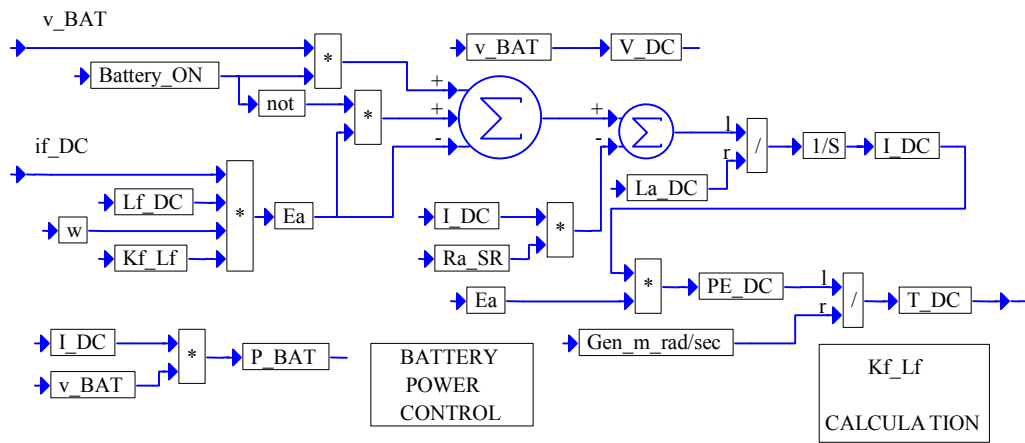 v_BAT
Battery_ON
not
*
*
+
+
-
Σ
v_BAT
V_DC
+
-
Σ
l
r
/
1/S
I_DC
La_DC
if_DC
Lf_DC
w
Kf_Lf
*
Ea
I_DC
Ra_SR
*
Ea
*
PE_DC
l
r
/
T_DC
Gen_m_rad/sec
I_DC
v_BAT
*
P_BAT
BATTERY
POWER
CONTROL
Kf_Lf
CALCULATION